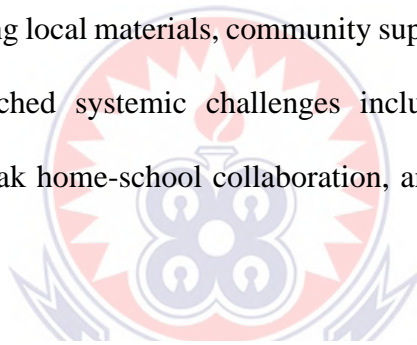 ng local materials, community sup
ched systemic challenges inclu
ak home-school collaboration, a